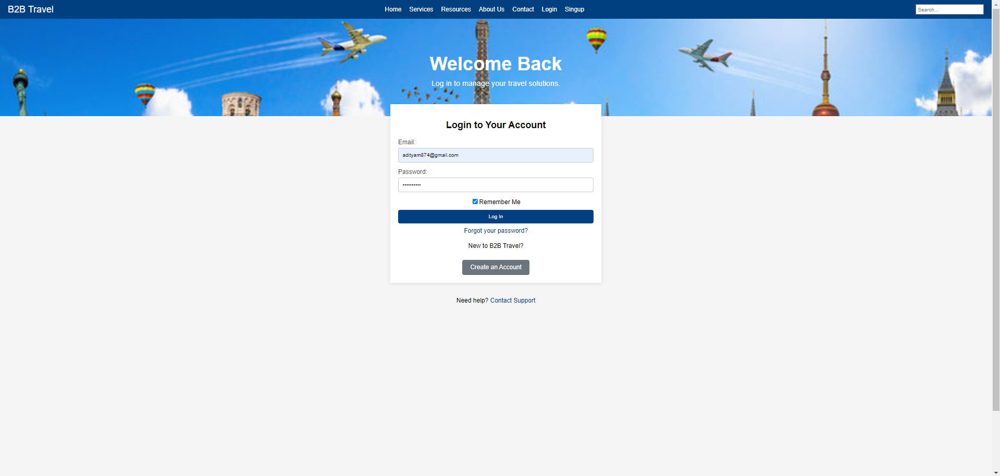 B2B Travel
Home Services Resources About Us Contact Login Singup
Search...
Welcome Back
Log in to manage your travel solutions.
Login to Your Account
Email:
adityam874@gmail.com
Password:
••••••••••
Remember Me
Log In
Forgot your password?
New to B2B Travel?
Create an Account
Need help? Contact Support